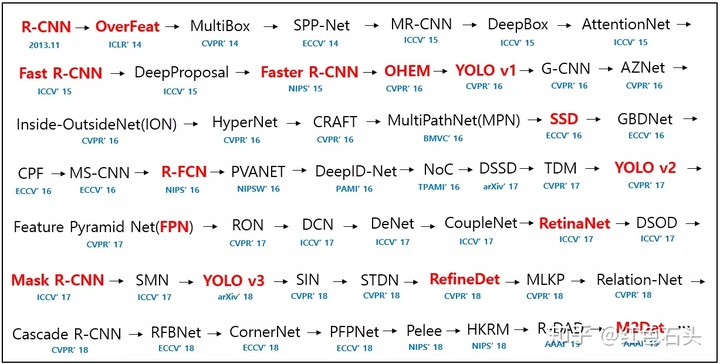 R-CNN → OverFeat → MultiBox → SPP-Net → MR-CNN → DeepBox → AttentionNet →
2013.11 ICLR' 14 CVPR' 14 ECCV' 14 ICCV' 15 ICCV' 15 ICCV' 15
Fast R-CNN → DeepProposal → Faster R-CNN → OHEM → YOLO v1 → G-CNN → AZNet →
ICCV' 15 ICCV' 15 NIPS' 15 CVPR' 16 CVPR' 16 CVPR' 16 CVPR' 16
Inside-OutsideNet(ION) → HyperNet → CRAFT → MultiPathNet(MPN) → SSD → GBDNet →
CVPR' 16 CVPR' 16 CVPR' 16 BMVC' 16 ECCV' 16 ECCV' 16
CPF → MS-CNN → R-FCN → PVANET → DeepID-Net → NoC → DSSD → TDM → YOLO v2 →
ECCV' 16 ECCV' 16 NIPS' 16 NIPSW' 16 PAMI' 16 TPAMI' 16 arXiv' 17 CVPR' 17 CVPR' 17
Feature Pyramid Net(FPN) → RON → DCN → DeNet → CoupleNet → RetinaNet → DSOD →
CVPR' 17 CVPR' 17 ICCV' 17 ICCV' 17 ICCV' 17 ICCV' 17 ICCV' 17
Mask R-CNN → SMN → YOLO v3 → SIN → STDN → RefineDet → MLKP → Relation-Net →
ICCV' 17 ICCV' 17 arXiv' 18 CVPR' 18 CVPR' 18 CVPR' 18 CVPR' 18 CVPR' 18
Cascade R-CNN → RFBNet → CornerNet → PFPNet → Pelee → HKRM → R-DAD → M2Det ...
CVPR' 18 ECCV' 18 ECCV' 18 ECCV' 18 NIPS' 18 NIPS' 18 AAAI' 19 AAAI' 19
知乎 @红色石头